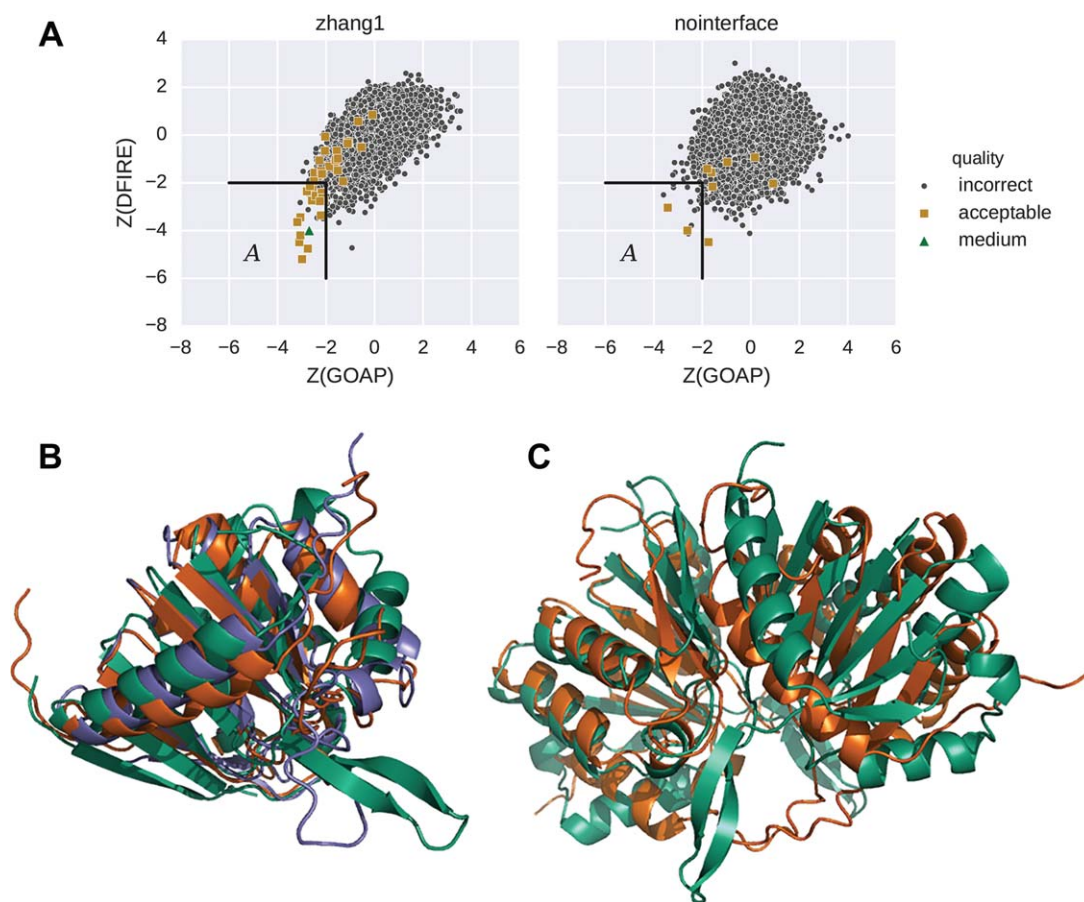 A
zhang1
nointerface
4
2
0
−2
−4
−6
−8
Z(DFIRE)
A
A
quality
incorrect
acceptable
medium
−8 −6 −4 −2 0 2 4 6
−8 −6 −4 −2 0 2 4 6
Z(GOAP)
Z(GOAP)
B
C